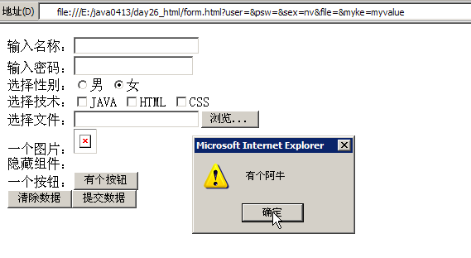 地址(D) file:///E:/java0413/day26_html/form.html?user=&psw=&sex=nv&file=&myke=myvalue
输入名称：
输入密码：
选择性别： 男 女
选择技术： JAVA HTML CSS
选择文件： 浏览...
一个图片：
隐藏组件：
一个按钮： 有个按钮
清除数据 提交数据
Microsoft Internet Explorer
有个阿牛
确定